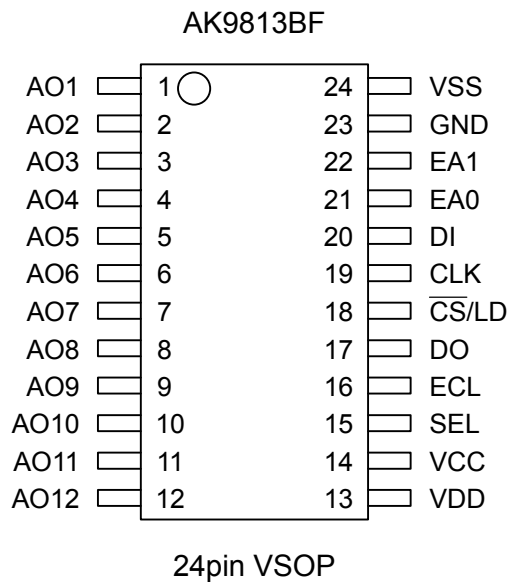 AK9813BF
AO1 1 24 VSS
AO2 2 23 GND
AO3 3 22 EA1
AO4 4 21 EA0
AO5 5 20 DI
AO6 6 19 CLK
AO7 7 18 C̅S̅/LD
AO8 8 17 DO
AO9 9 16 ECL
AO10 10 15 SEL
AO11 11 14 VCC
AO12 12 13 VDD
24pin VSOP